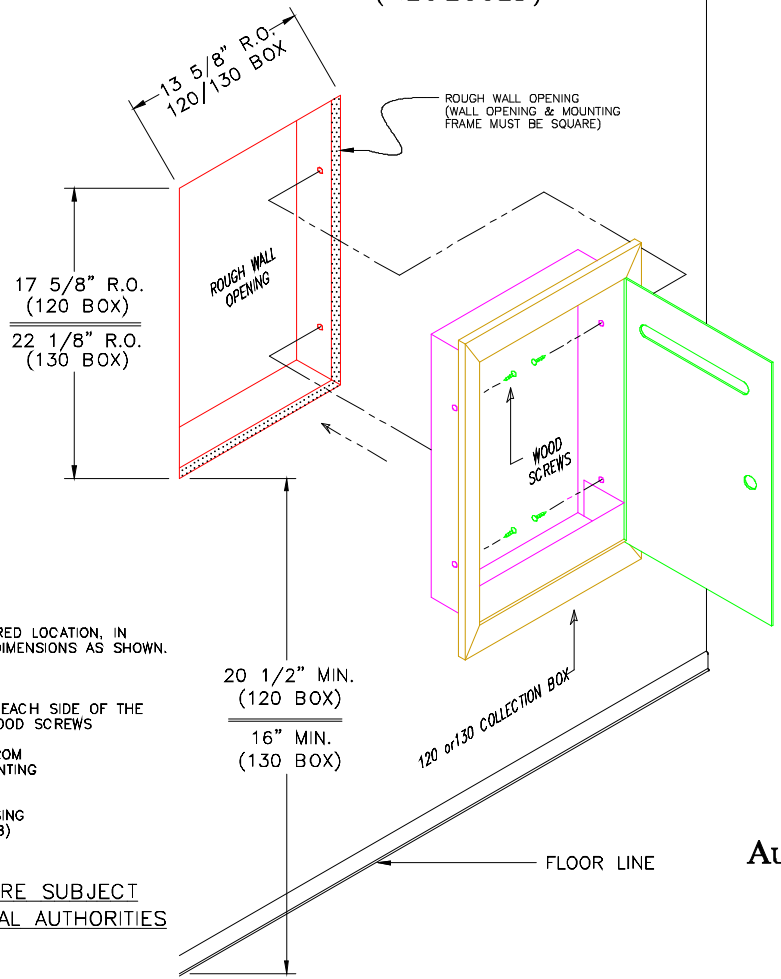 13 5/8" R.O.
120/130 BOX
ROUGH WALL OPENING
(WALL OPENING & MOUNTING
FRAME MUST BE SQUARE)
ROUGH WALL
OPENING
17 5/8" R.O.
(120 BOX)
22 1/8" R.O.
(130 BOX)
WOOD
SCREWS
RED LOCATION, IN
DIMENSIONS AS SHOWN.
EACH SIDE OF THE
OOD SCREWS
OM
NTING
SING
20 1/2" MIN.
(120 BOX)
16" MIN.
(130 BOX)
120 or130 COLLECTION BOX
FLOOR LINE
AU
RE SUBJECT
AL AUTHORITIES